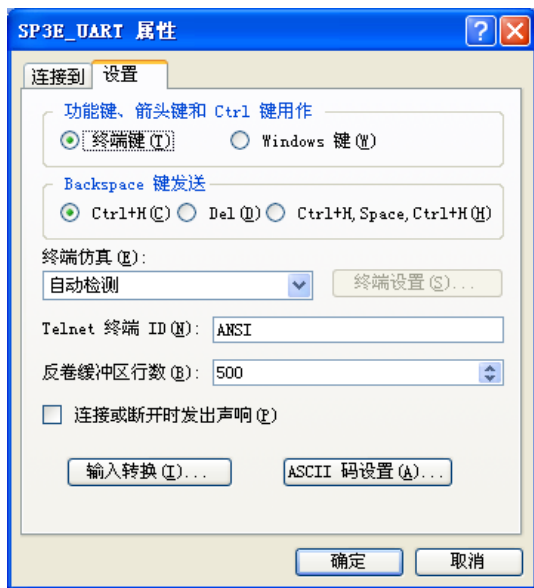 SP3E_UART 属性
连接到 设置
功能键、箭头键和 Ctrl 键用作
终端键(T) Windows 键(W)
Backspace 键发送
Ctrl+H(C) Del(D) Ctrl+H, Space, Ctrl+H(H)
终端仿真(E):
自动检测 终端设置(S)...
Telnet 终端 ID(N): ANSI
反卷缓冲区行数(B): 500
连接或断开时发出声响(P)
输入转换(I)... ASCII 码设置(A)...
确定 取消